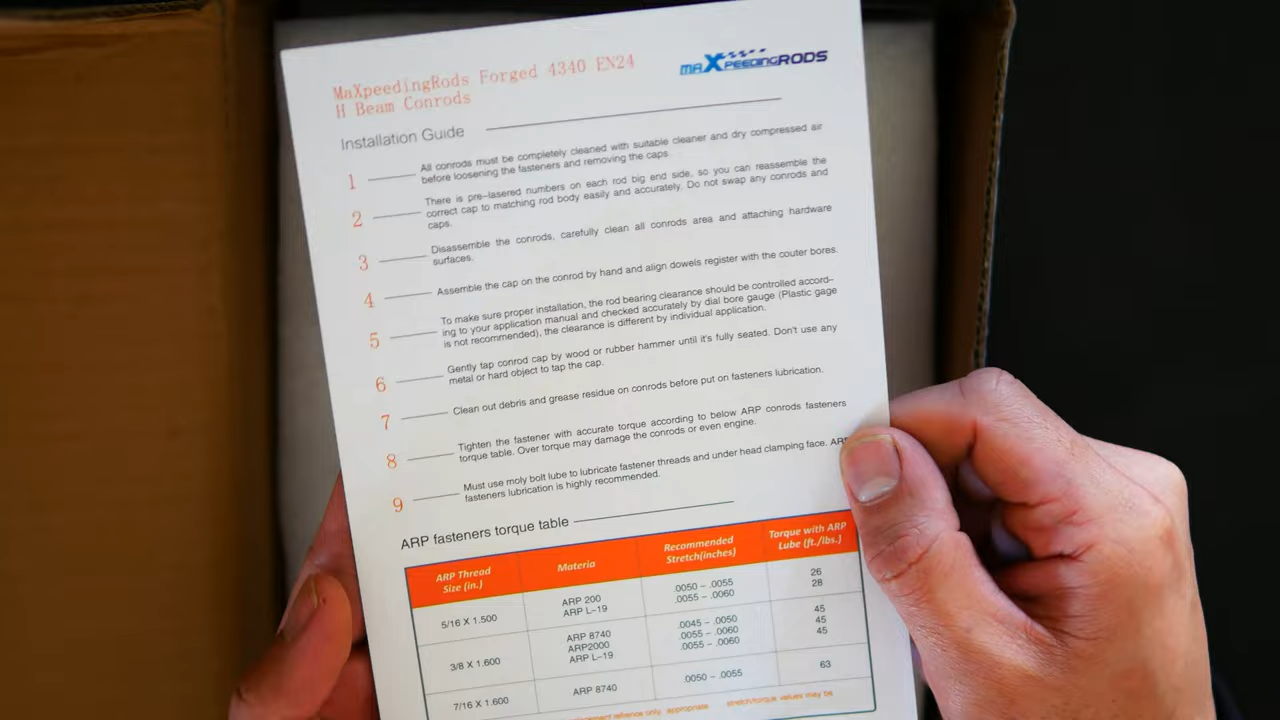 MaXpeedingRods Forged 4340 EN24
H Beam Conrods
maXpeedingRODS
Installation Guide
1 All conrods must be completely cleaned with suitable cleaner and dry compressed air
before loosening the fasteners and removing the caps
2 There is pre-lasered numbers on each rod big end side, so you can reassemble the
correct cap to matching rod body easily and accurately. Do not swap any conrods and
caps.
3 Disassemble the conrods, carefully clean all conrods area and attaching hardware
surfaces.
4 Assemble the cap on the conrod by hand and align dowels register with the couter bores.
5 To make sure proper installation, the rod bearing clearance should be controlled accord-
ing to your application manual and checked accurately by dial bore gauge (Plastic gage
is not recommended), the clearance is different by individual application.
6 Gently tap conrod cap by wood or rubber hammer until it's fully seated. Don't use any
metal or hard object to tap the cap.
7 Clean out debris and grease residue on conrods before put on fasteners lubrication.
8 Tighten the fastener with accurate torque according to below ARP conrods fasteners
torque table. Over torque may damage the conrods or even engine.
9 Must use moly bolt lube to lubricate fastener threads and under head clamping face. ARP
fasteners lubrication is highly recommended.
ARP fasteners torque table
ARP Thread
Size (in.)
Materia
Recommended
Stretch(inches)
Torque with ARP
Lube (ft./lbs.)
5/16 X 1.500
ARP 200
ARP L-19
.0050 – .0055
.0055 – .0060
26
28
3/8 X 1.600
ARP 8740
ARP2000
ARP L-19
.0045 – .0050
.0055 – .0060
.0055 – .0060
45
45
45
7/16 X 1.600
ARP 8740
.0050 – .0055
63
only, appropriate stretch/torque values may be